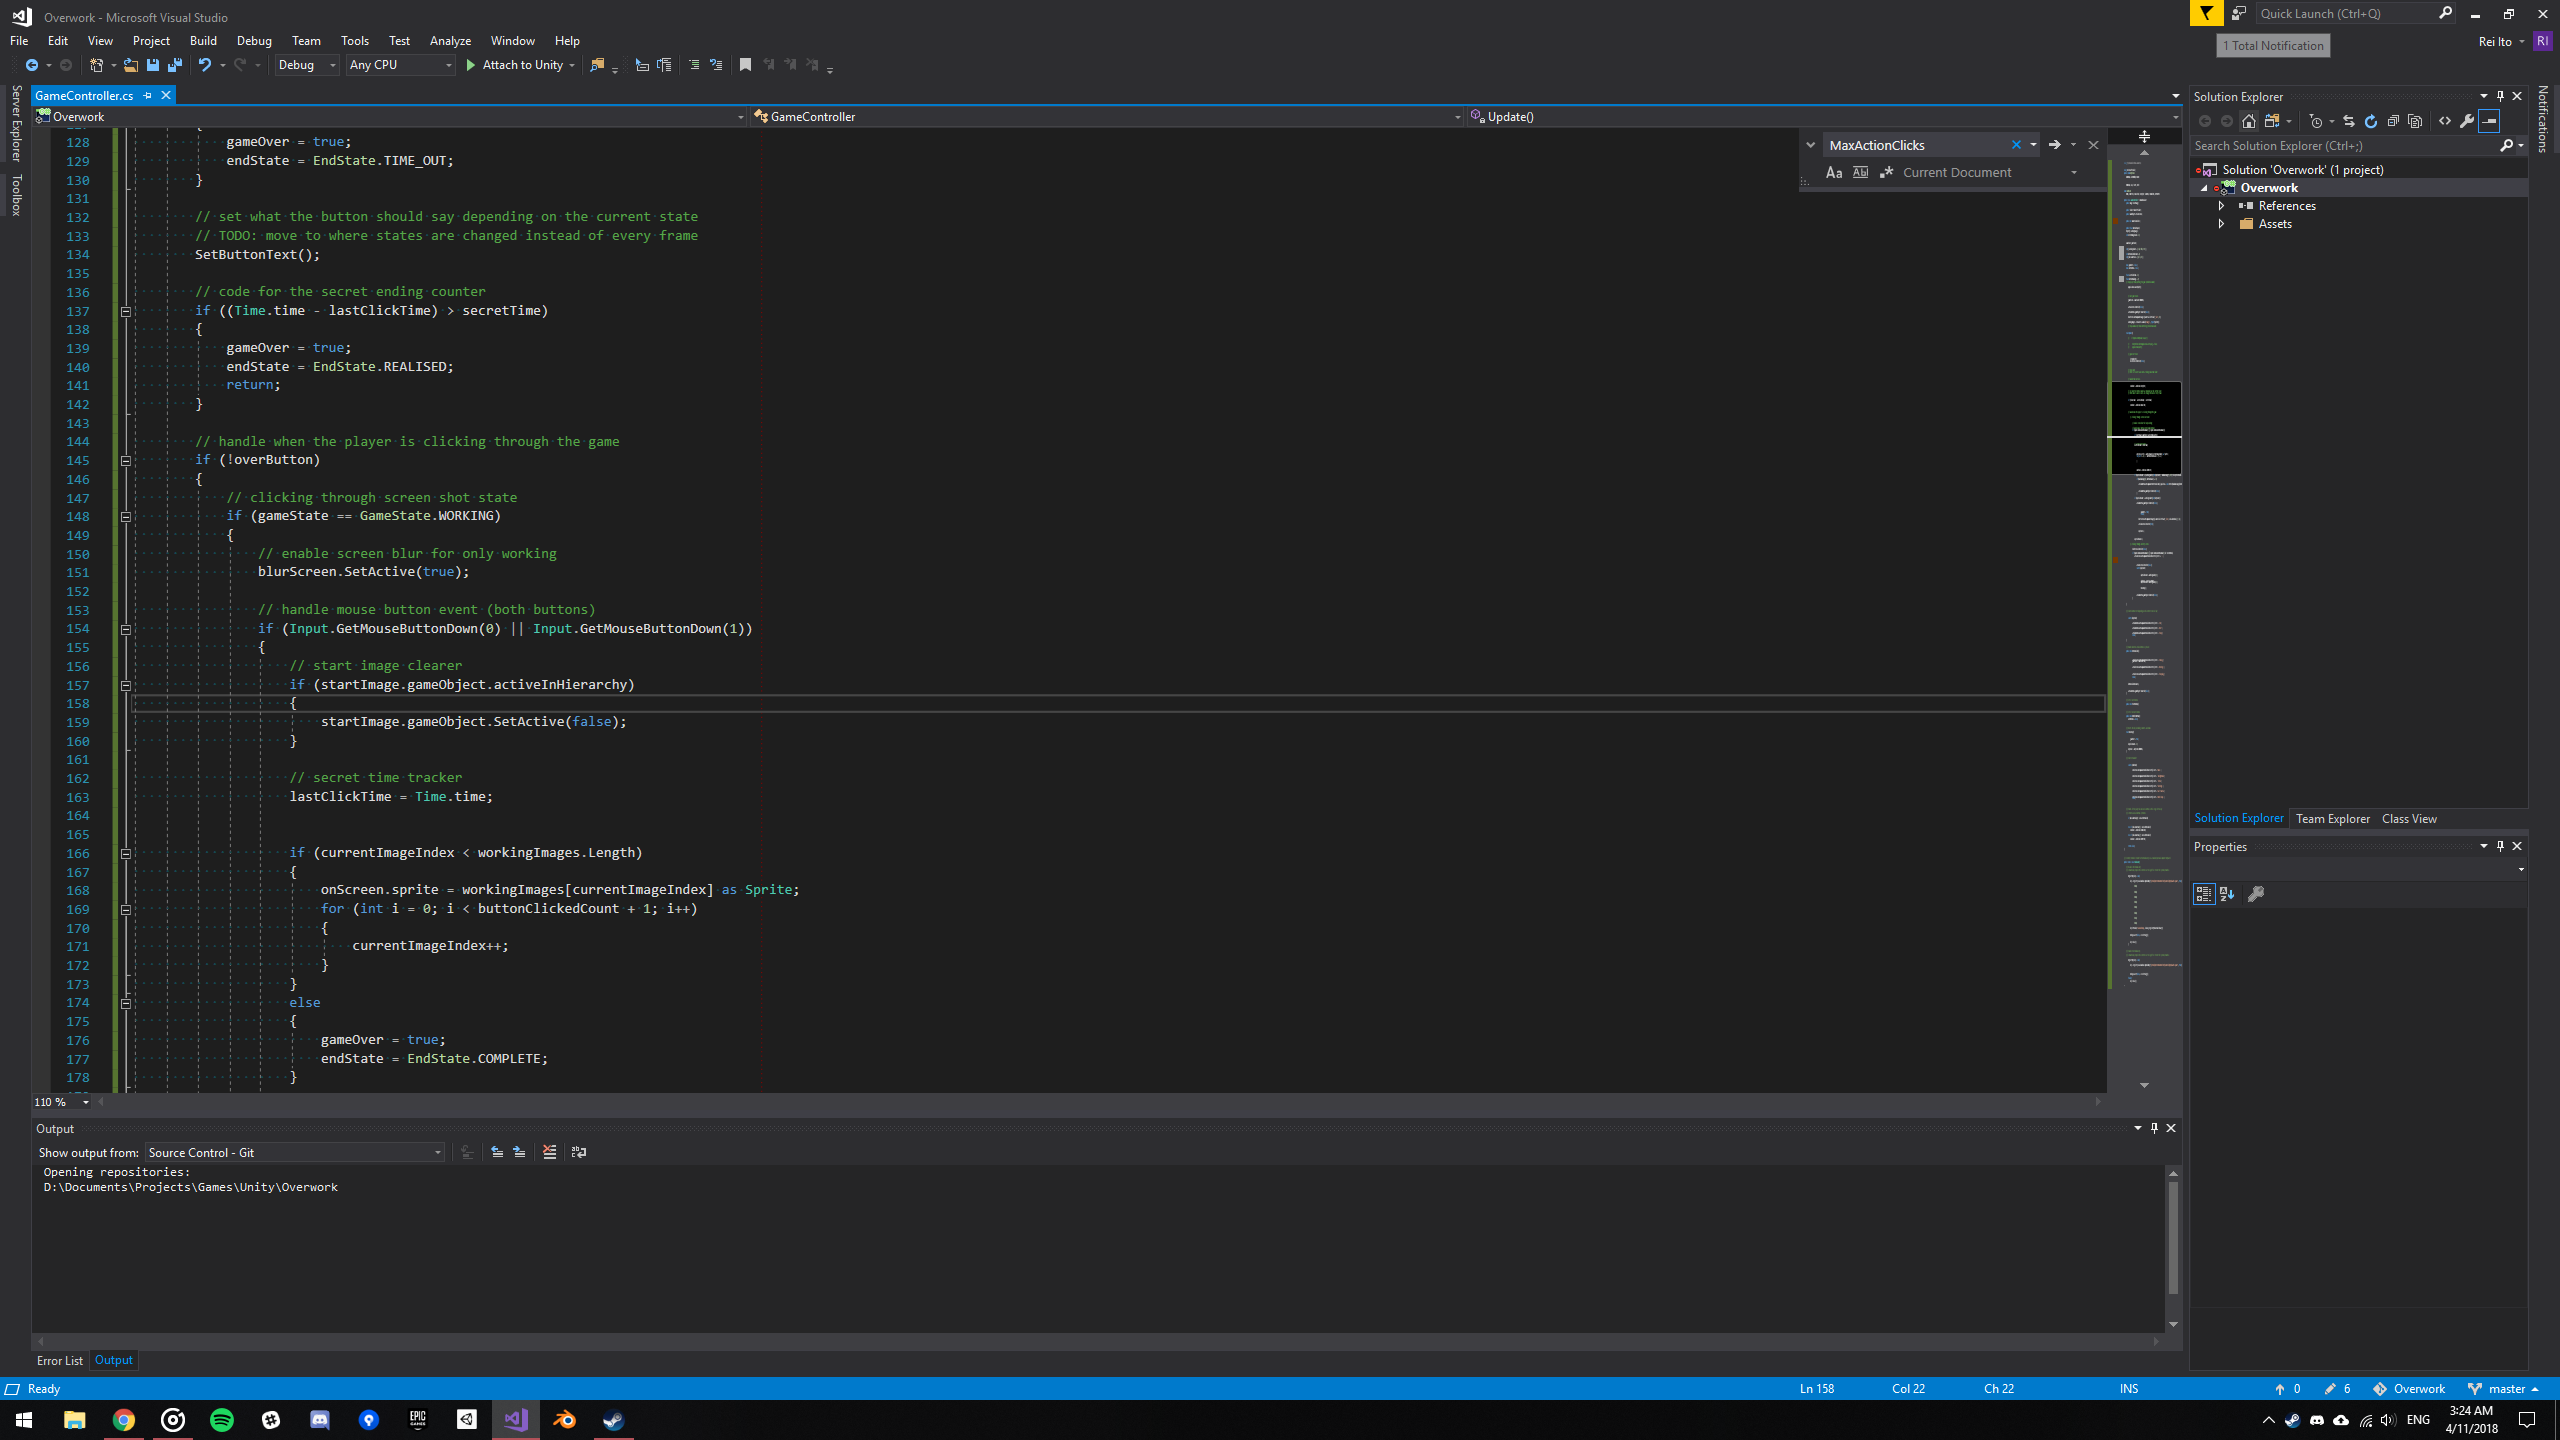 Overwork - Microsoft Visual Studio
Quick Launch (Ctrl+Q)
File Edit View Project Build Debug Team Tools Test Analyze Window Help
1 Total Notification
Rei Ito RI
Debug Any CPU Attach to Unity
Server Explorer
Toolbox
Notifications
GameController.cs
Overwork GameController Update()
MaxActionClicks
Aa Abl .* Current Document
128 gameOver = true;
129 endState = EndState.TIME_OUT;
130 }
131
132 // set what the button should say depending on the current state
133 // TODO: move to where states are changed instead of every frame
134 SetButtonText();
135
136 // code for the secret ending counter
137 if ((Time.time - lastClickTime) > secretTime)
138 {
139 gameOver = true;
140 endState = EndState.REALISED;
141 return;
142 }
143
144 // handle when the player is clicking through the game
145 if (!overButton)
146 {
147 // clicking through screen shot state
148 if (gameState == GameState.WORKING)
149 {
150 // enable screen blur for only working
151 blurScreen.SetActive(true);
152
153 // handle mouse button event (both buttons)
154 if (Input.GetMouseButtonDown(0) || Input.GetMouseButtonDown(1))
155 {
156 // start image clearer
157 if (startImage.gameObject.activeInHierarchy)
158 {
159 startImage.gameObject.SetActive(false);
160 }
161
162 // secret time tracker
163 lastClickTime = Time.time;
164
165
166 if (currentImageIndex < workingImages.Length)
167 {
168 onScreen.sprite = workingImages[currentImageIndex] as Sprite;
169 for (int i = 0; i < buttonClickedCount + 1; i++)
170 {
171 currentImageIndex++;
172 }
173 }
174 else
175 {
176 gameOver = true;
177 endState = EndState.COMPLETE;
178 }
110 %
Output
Show output from: Source Control - Git
Opening repositories:
D:\Documents\Projects\Games\Unity\Overwork
Error List Output
Solution Explorer
Search Solution Explorer (Ctrl+;)
Solution 'Overwork' (1 project)
Overwork
References
Assets
Solution Explorer Team Explorer Class View
Properties
Ready
Ln 158 Col 22 Ch 22 INS
0 6 Overwork master
EPIC GAMES
ENG
3:24 AM
4/11/2018